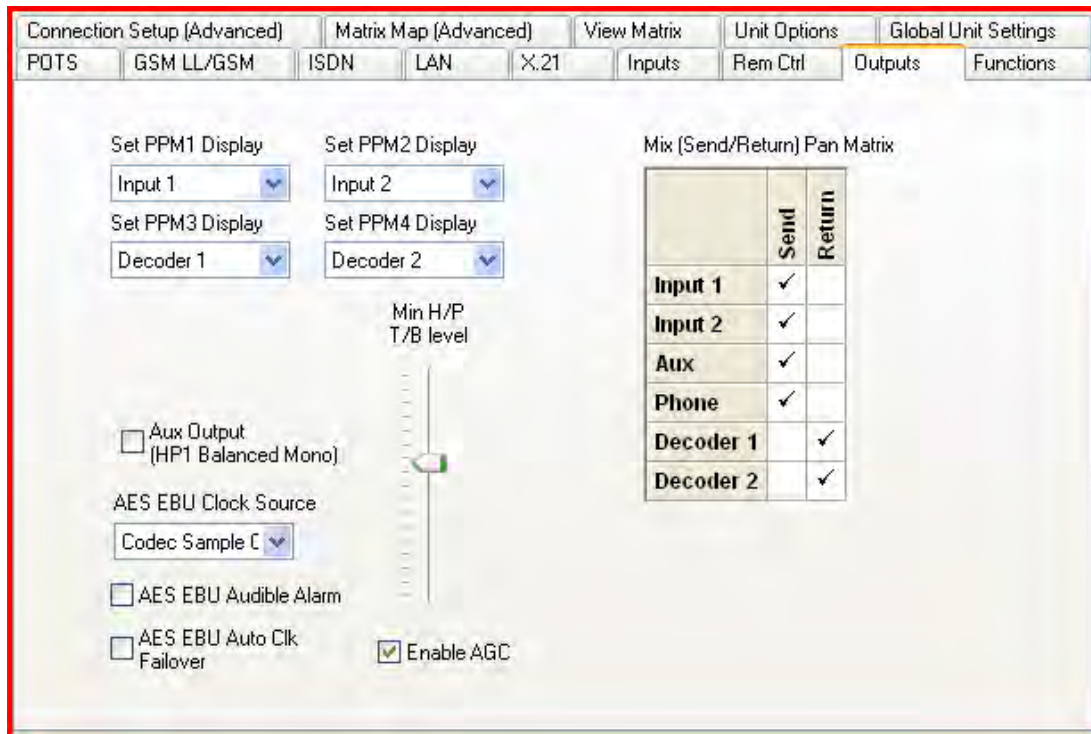 Connection Setup (Advanced) Matrix Map (Advanced) View Matrix Unit Options Global Unit Settings
POTS GSM LL/GSM ISDN LAN X.21 Inputs Rem Ctrl Outputs Functions
Set PPM1 Display Set PPM2 Display
Input 1 Input 2
Set PPM3 Display Set PPM4 Display
Decoder 1 Decoder 2
Min H/P
T/B level
Aux Output
(HP1 Balanced Mono)
AES EBU Clock Source
Codec Sample C
AES EBU Audible Alarm
AES EBU Auto Clk
Failover
Enable AGC
Mix (Send/Return) Pan Matrix
Send Return
Input 1
Input 2
Aux
Phone
Decoder 1
Decoder 2